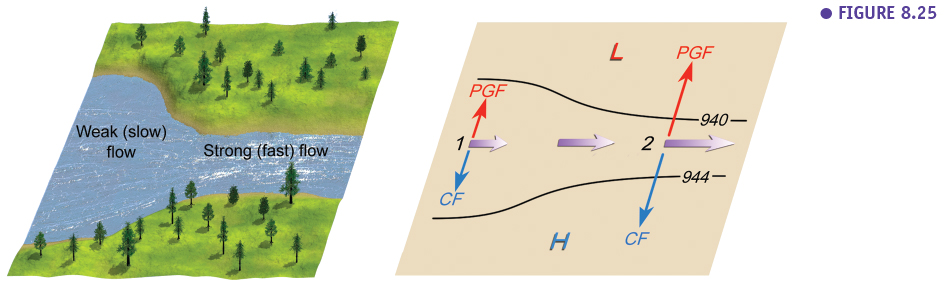 ● FIGURE 8.25
Weak (slow)
flow
Strong (fast) flow
L
PGF
PGF
940
1
2
944
CF
CF
H